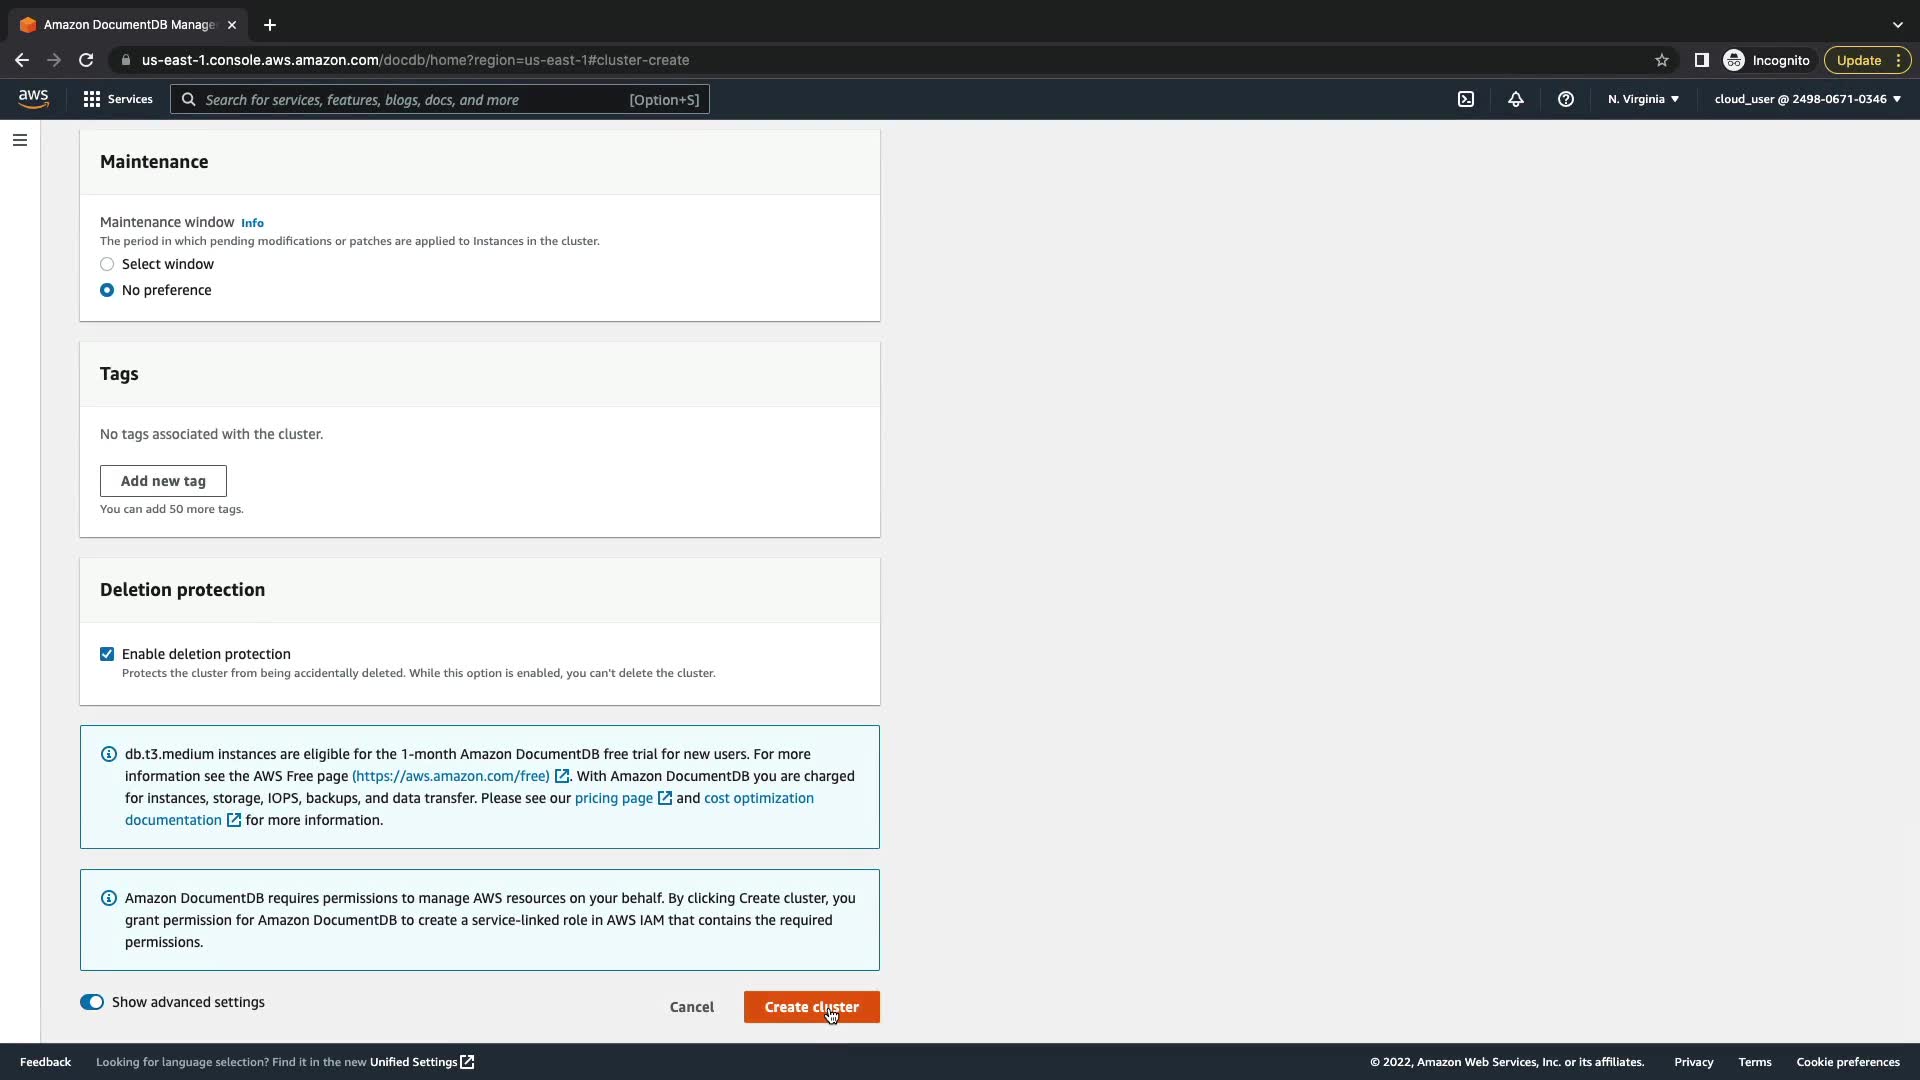 Amazon DocumentDB Manage
us-east-1.console.aws.amazon.com/docdb/home?region=us-east-1#cluster-create
Incognito
Update
aws
Services
Search for services, features, blogs, docs, and more
[Option+S]
N. Virginia
cloud_user @ 2498-0671-0346
Maintenance
Maintenance window Info
The period in which pending modifications or patches are applied to Instances in the cluster.
Select window
No preference
Tags
No tags associated with the cluster.
Add new tag
You can add 50 more tags.
Deletion protection
Enable deletion protection
Protects the cluster from being accidentally deleted. While this option is enabled, you can't delete the cluster.
db.t3.medium instances are eligible for the 1-month Amazon DocumentDB free trial for new users. For more
information see the AWS Free page (https://aws.amazon.com/free). With Amazon DocumentDB you are charged
for instances, storage, IOPS, backups, and data transfer. Please see our pricing page and cost optimization
documentation for more information.
Amazon DocumentDB requires permissions to manage AWS resources on your behalf. By clicking Create cluster, you
grant permission for Amazon DocumentDB to create a service-linked role in AWS IAM that contains the required
permissions.
Show advanced settings
Cancel
Create cluster
Feedback
Looking for language selection? Find it in the new Unified Settings
© 2022, Amazon Web Services, Inc. or its affiliates.
Privacy
Terms
Cookie preferences